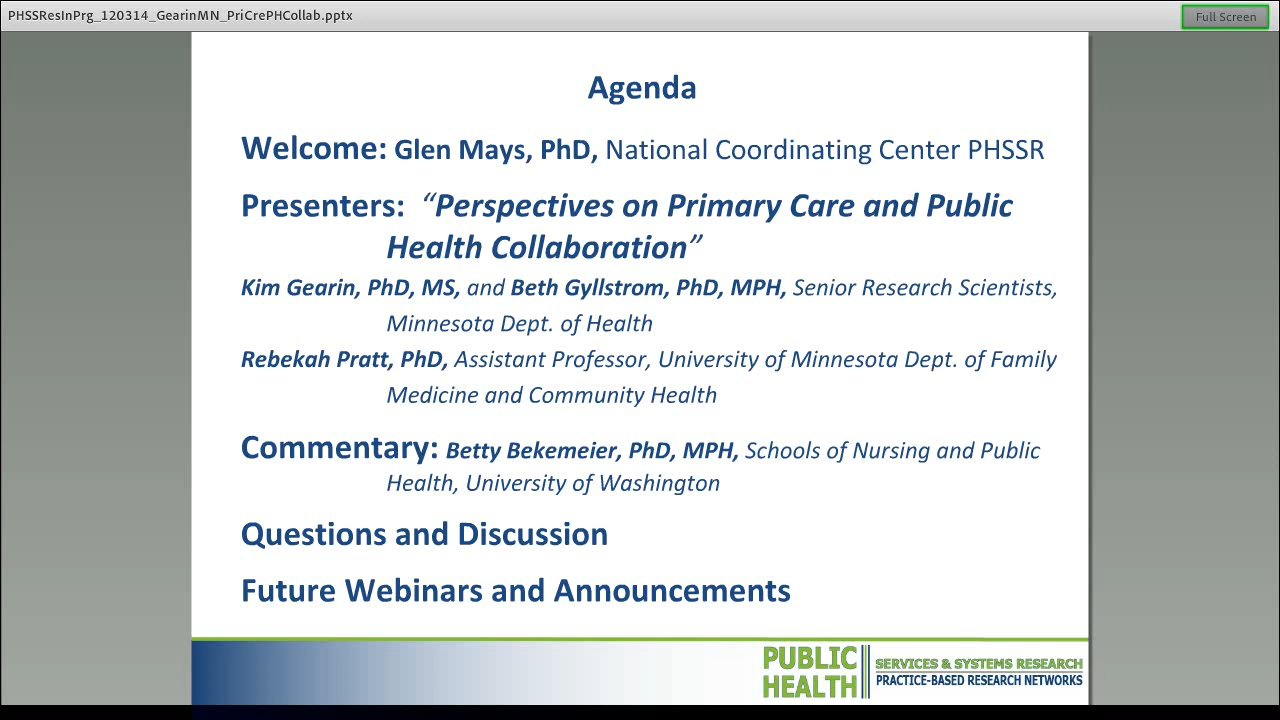 PHSSResInPrg_120314_GearinMN_PriCrePHCollab.pptx
Full Screen
Agenda
Welcome: Glen Mays, PhD, National Coordinating Center PHSSR
Presenters: “Perspectives on Primary Care and Public
Health Collaboration”
Kim Gearin, PhD, MS, and Beth Gyllstrom, PhD, MPH, Senior Research Scientists,
Minnesota Dept. of Health
Rebekah Pratt, PhD, Assistant Professor, University of Minnesota Dept. of Family
Medicine and Community Health
Commentary: Betty Bekemeier, PhD, MPH, Schools of Nursing and Public
Health, University of Washington
Questions and Discussion
Future Webinars and Announcements
PUBLIC
HEALTH
SERVICES & SYSTEMS RESEARCH
PRACTICE-BASED RESEARCH NETWORKS